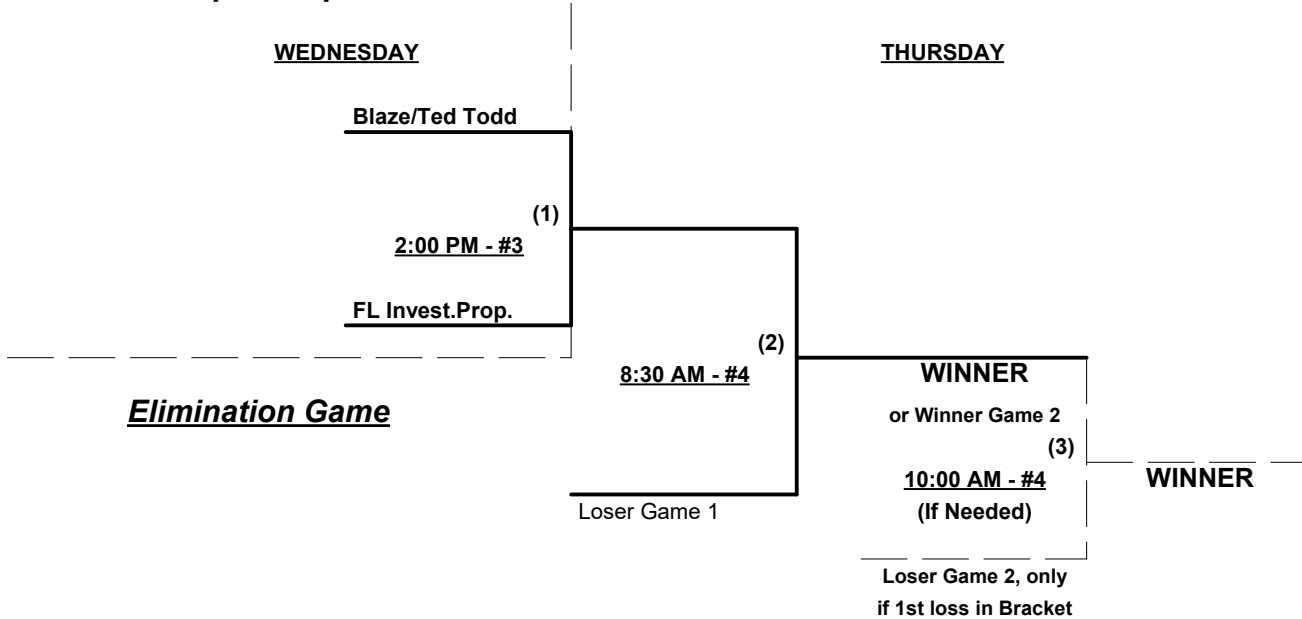 WEDNESDAY
THURSDAY
Blaze/Ted Todd
(1)
2:00 PM - #3
FL Invest.Prop.
(2)
8:30 AM - #4
WINNER
Elimination Game
or Winner Game 2
(3)
10:00 AM - #4
WINNER
Loser Game 1
(If Needed)
Loser Game 2, only
if 1st loss in Bracket